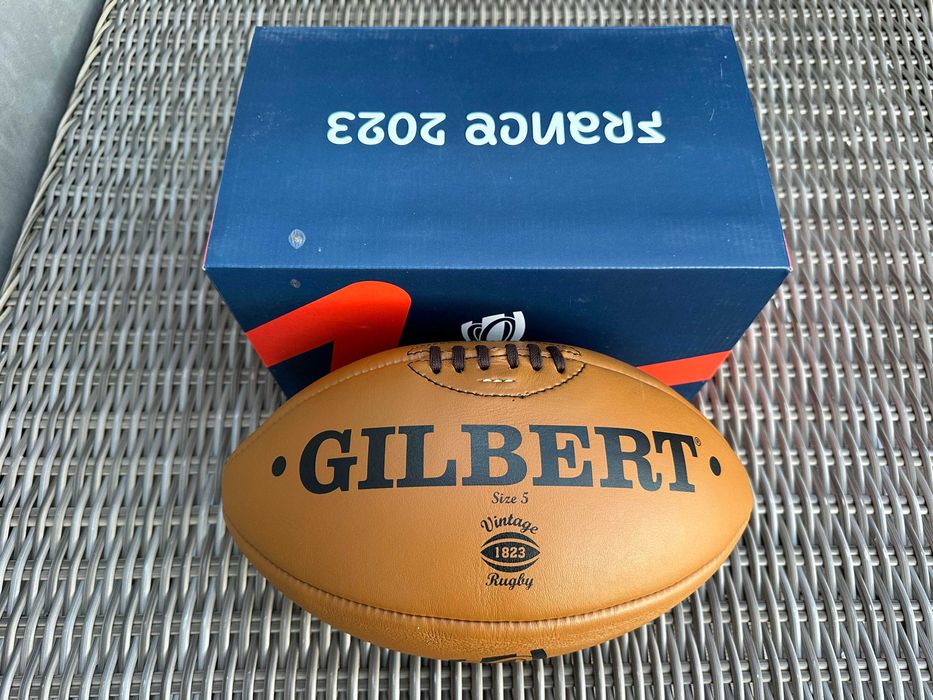 FRANCE 2023
GILBERT®
Size 5
Vintage
1823
Rugby